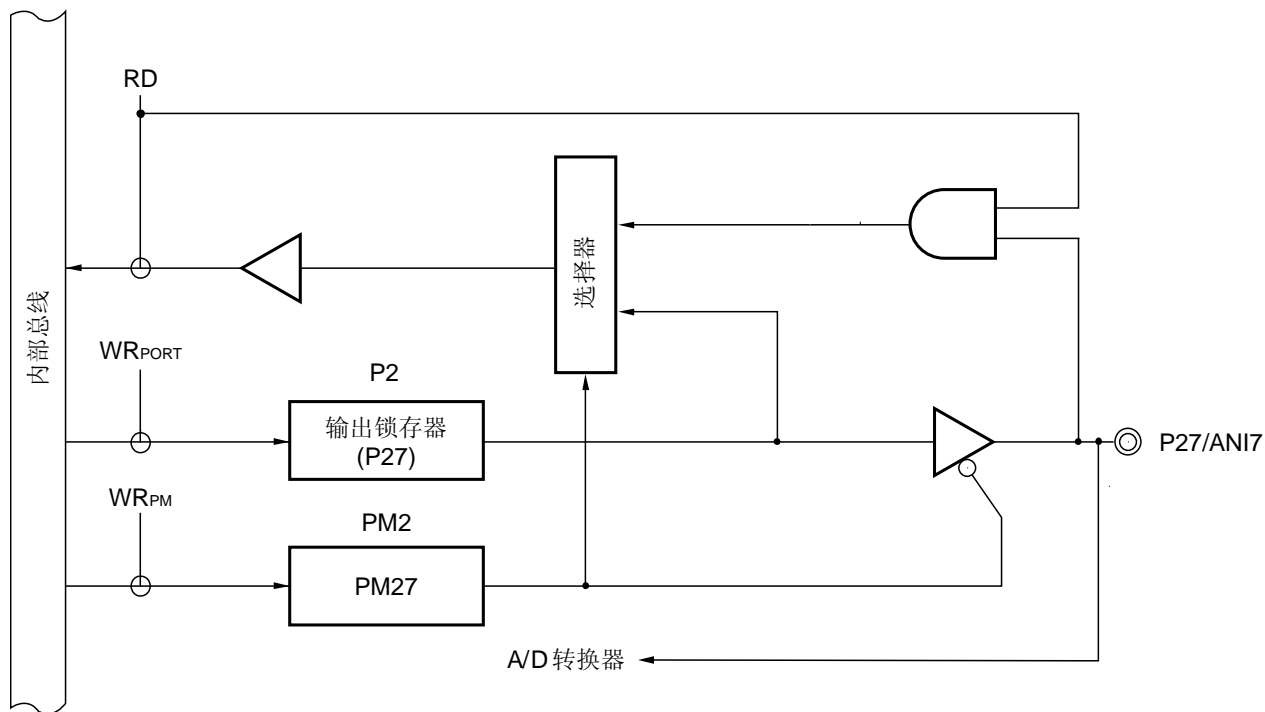 RD
选择器
内部总线
WRPORT
P2
输出锁存器
(P27)
P27/ANI7
WRPM
PM2
PM27
A/D 转换器